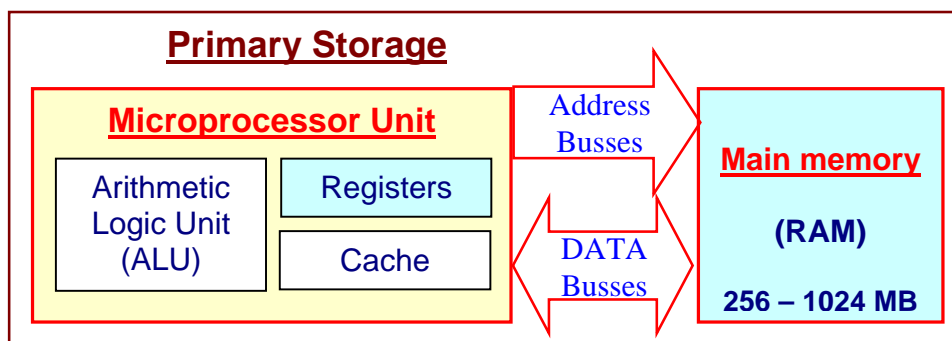 Primary Storage
Microprocessor Unit
Arithmetic
Logic Unit
(ALU)
Registers
Cache
Address
Busses
DATA
Busses
Main memory
(RAM)
256 – 1024 MB